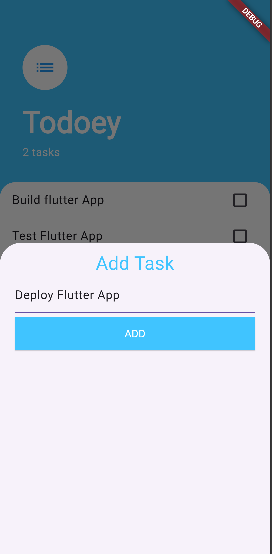 DEBUG
Todoey
2 tasks
Build flutter App
Test Flutter App
Add Task
Deploy Flutter App
ADD